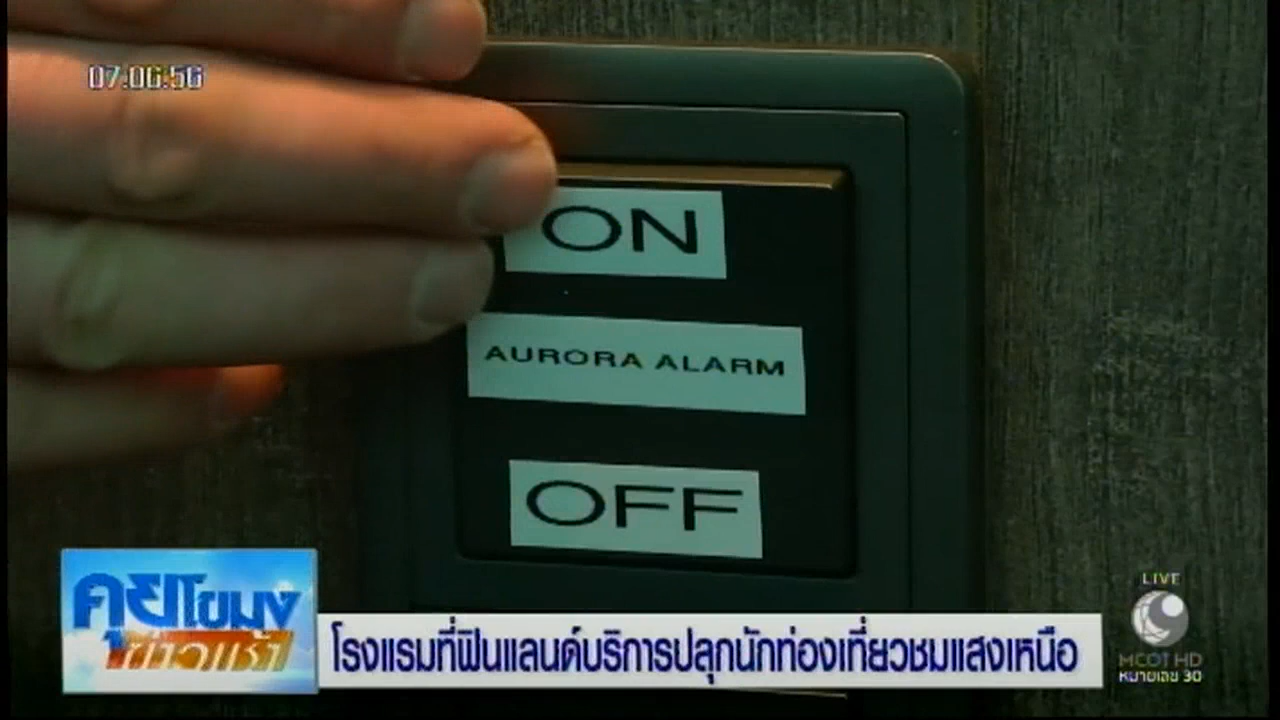 07:06:56
ON
AURORA ALARM
OFF
คุยโขมง
ข่าวเช้า
โรงแรมที่ฟินแลนด์บริการปลุกนักท่องเที่ยวชมแสงเหนือ
LIVE
MCOT HD
หมายเลข 30